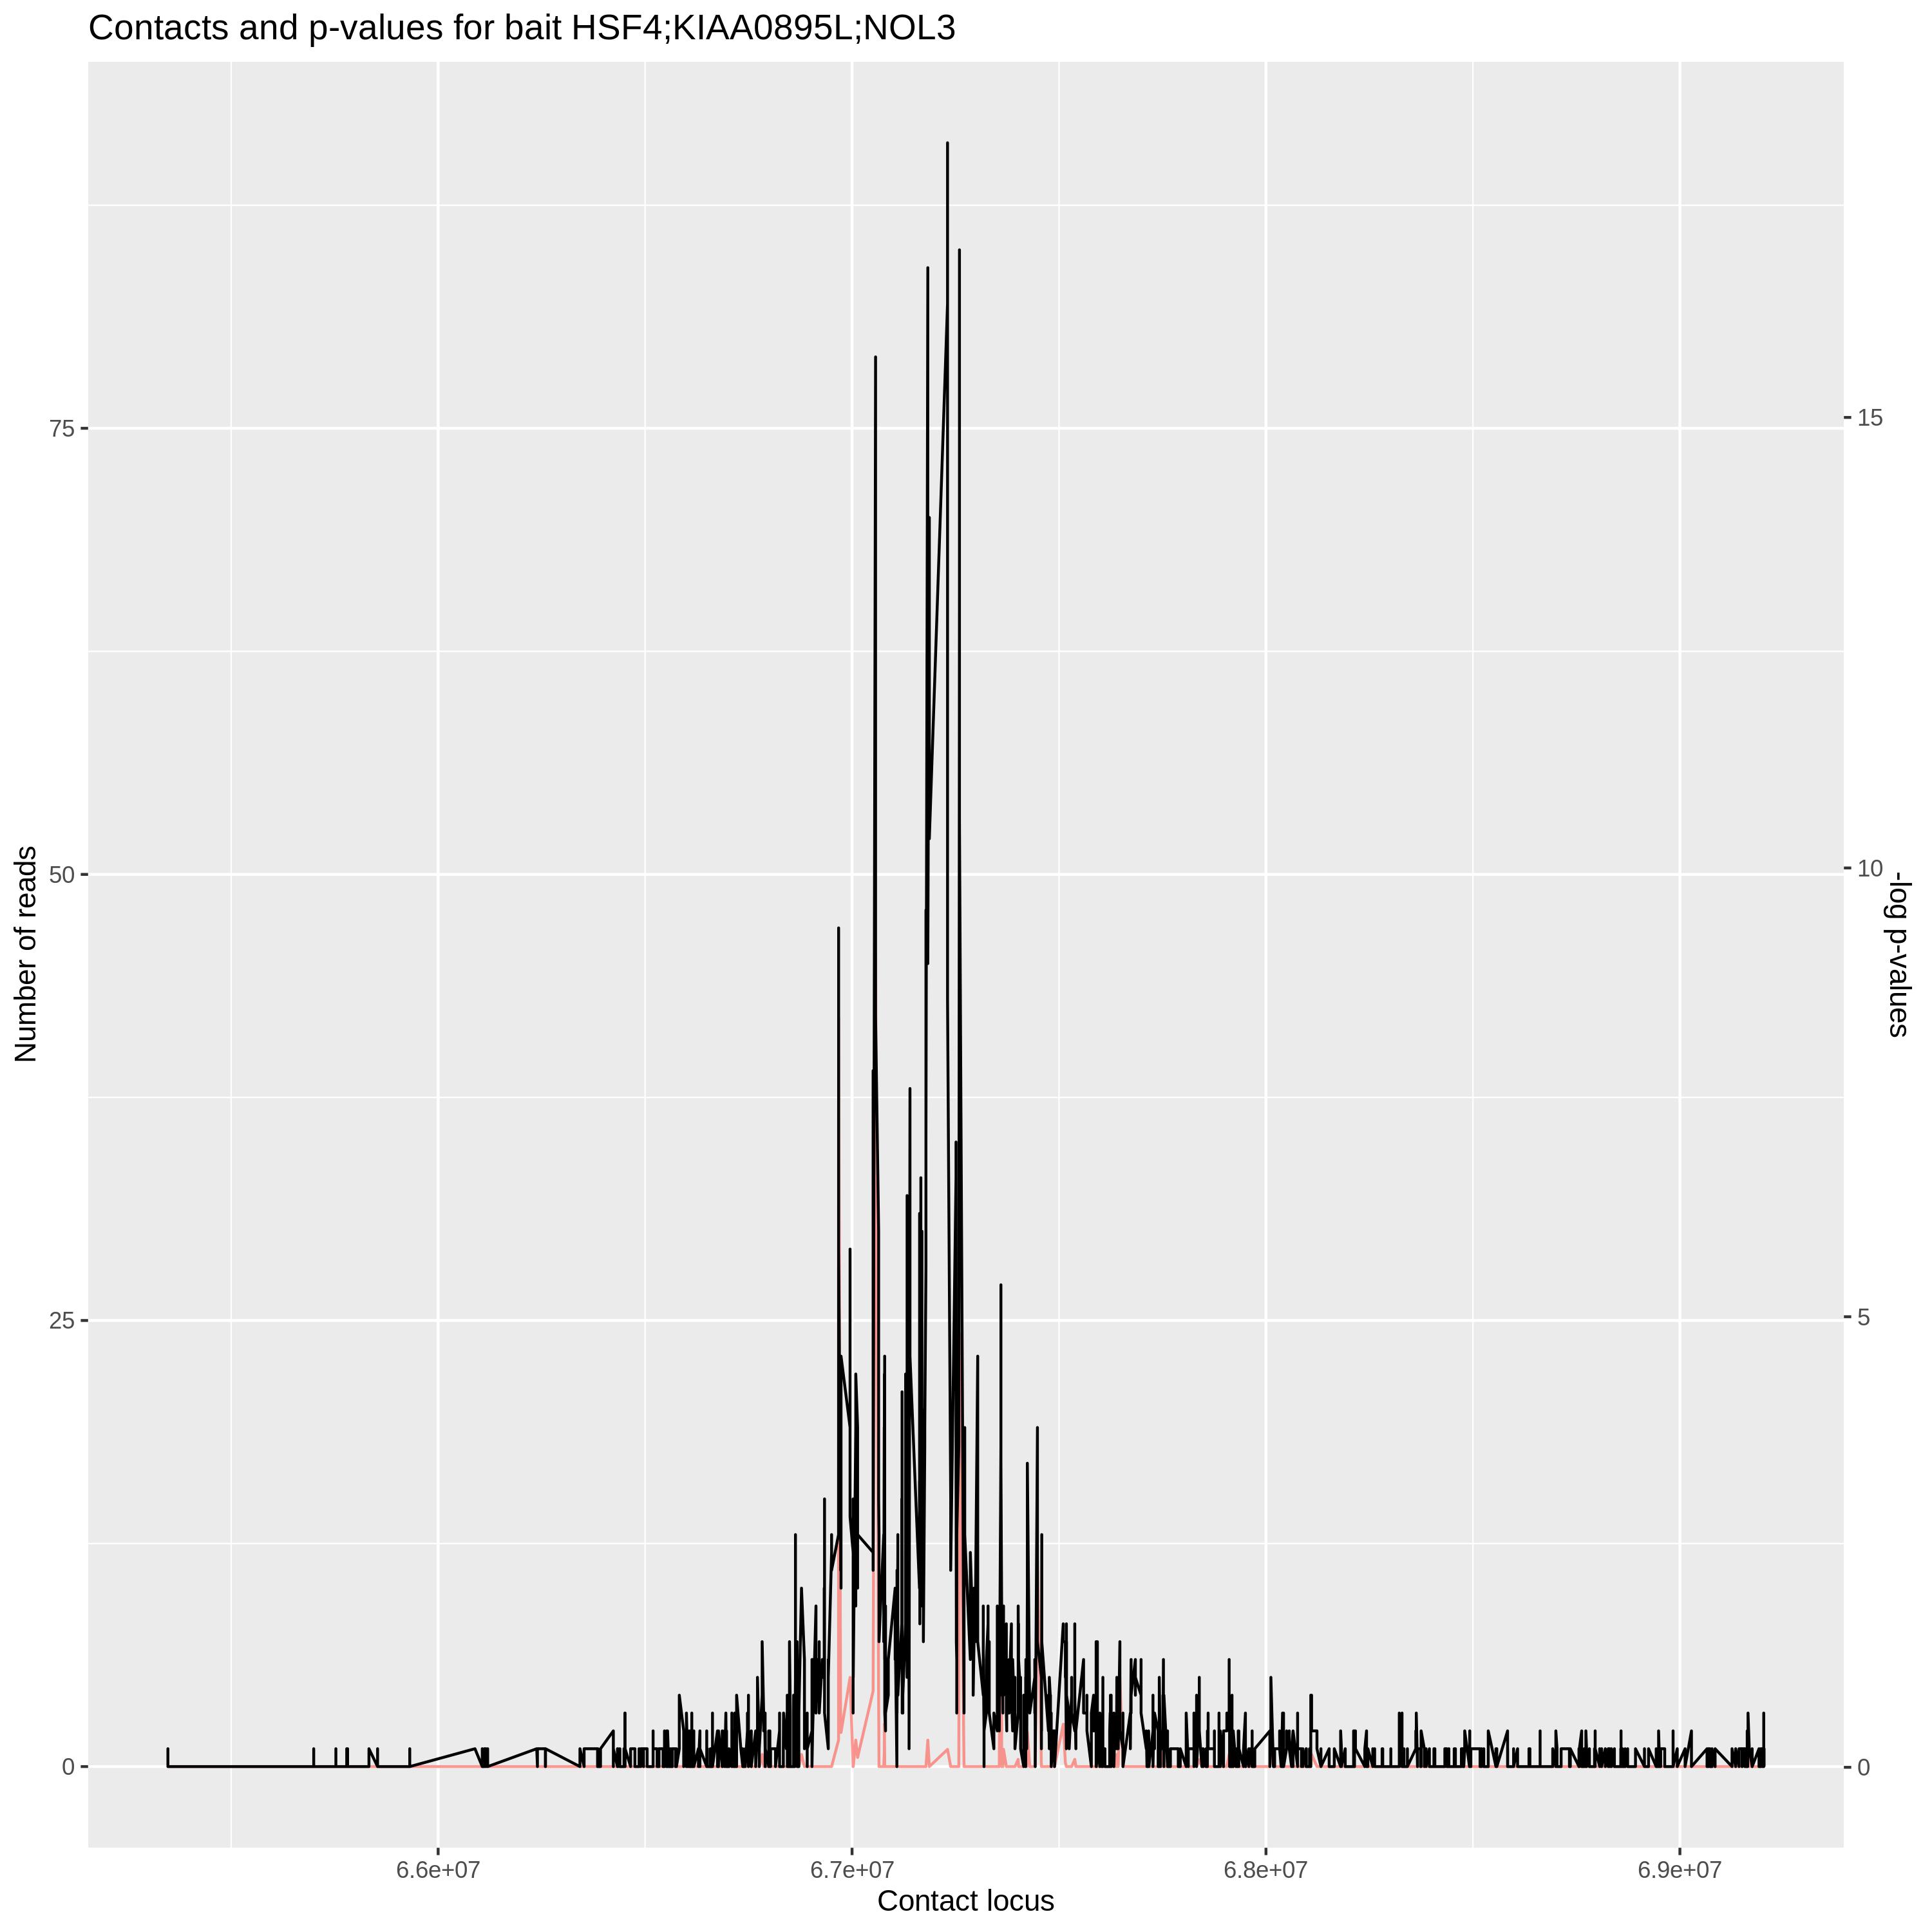 Contacts and p-values for bait HSF4;KIAA0895L;NOL3
75
50
25
0
Number of reads
15
10
5
0
-log p-values
6.6e+07 6.7e+07 6.8e+07 6.9e+07
Contact locus